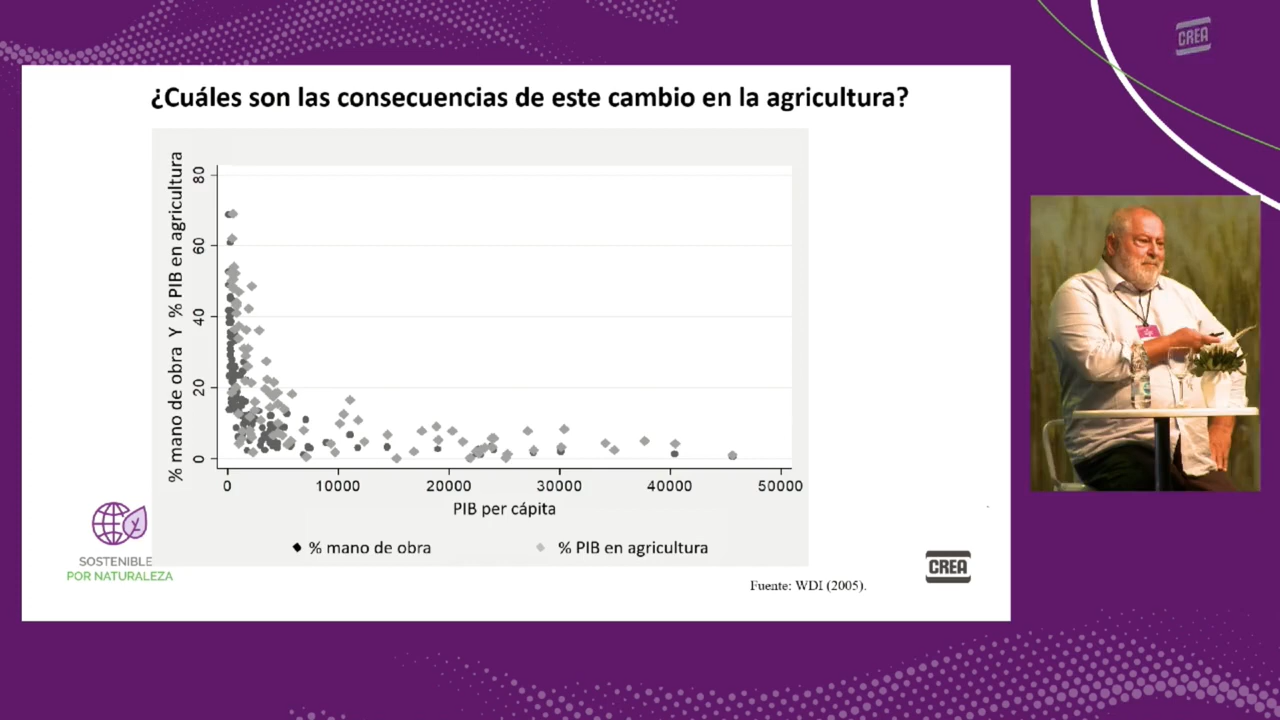 CREA
¿Cuáles son las consecuencias de este cambio en la agricultura?
% mano de obra Y % PIB en agricultura
80
60
40
20
0
0 10000 20000 30000 40000 50000
PIB per cápita
% mano de obra % PIB en agricultura
SOSTENIBLE
POR NATURALEZA
CREA
Fuente: WDI (2005).